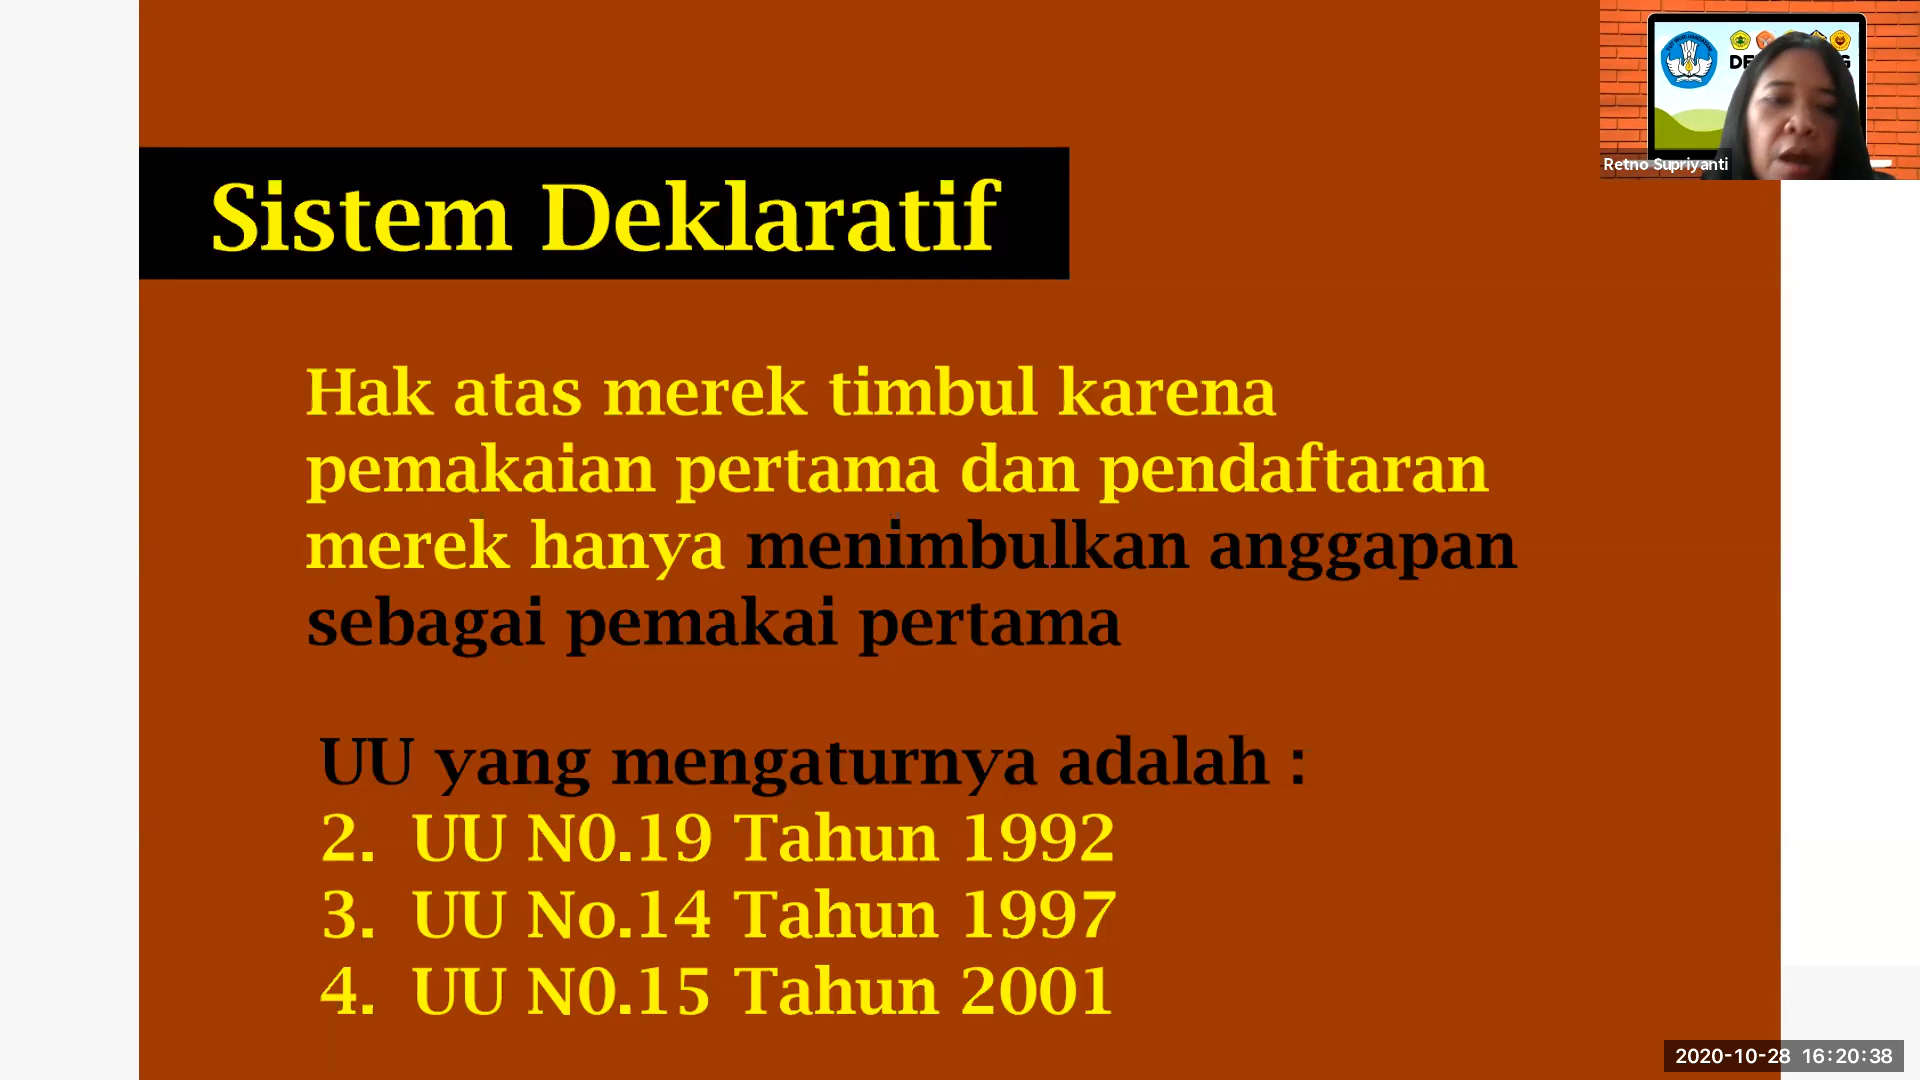 Sistem Deklaratif
Hak atas merek timbul karena
pemakaian pertama dan pendaftaran
merek hanya menimbulkan anggapan
sebagai pemakai pertama
UU yang mengaturnya adalah :
2. UU N0.19 Tahun 1992
3. UU No.14 Tahun 1997
4. UU N0.15 Tahun 2001
Retno Supriyanti
2020-10-28 16:20:38